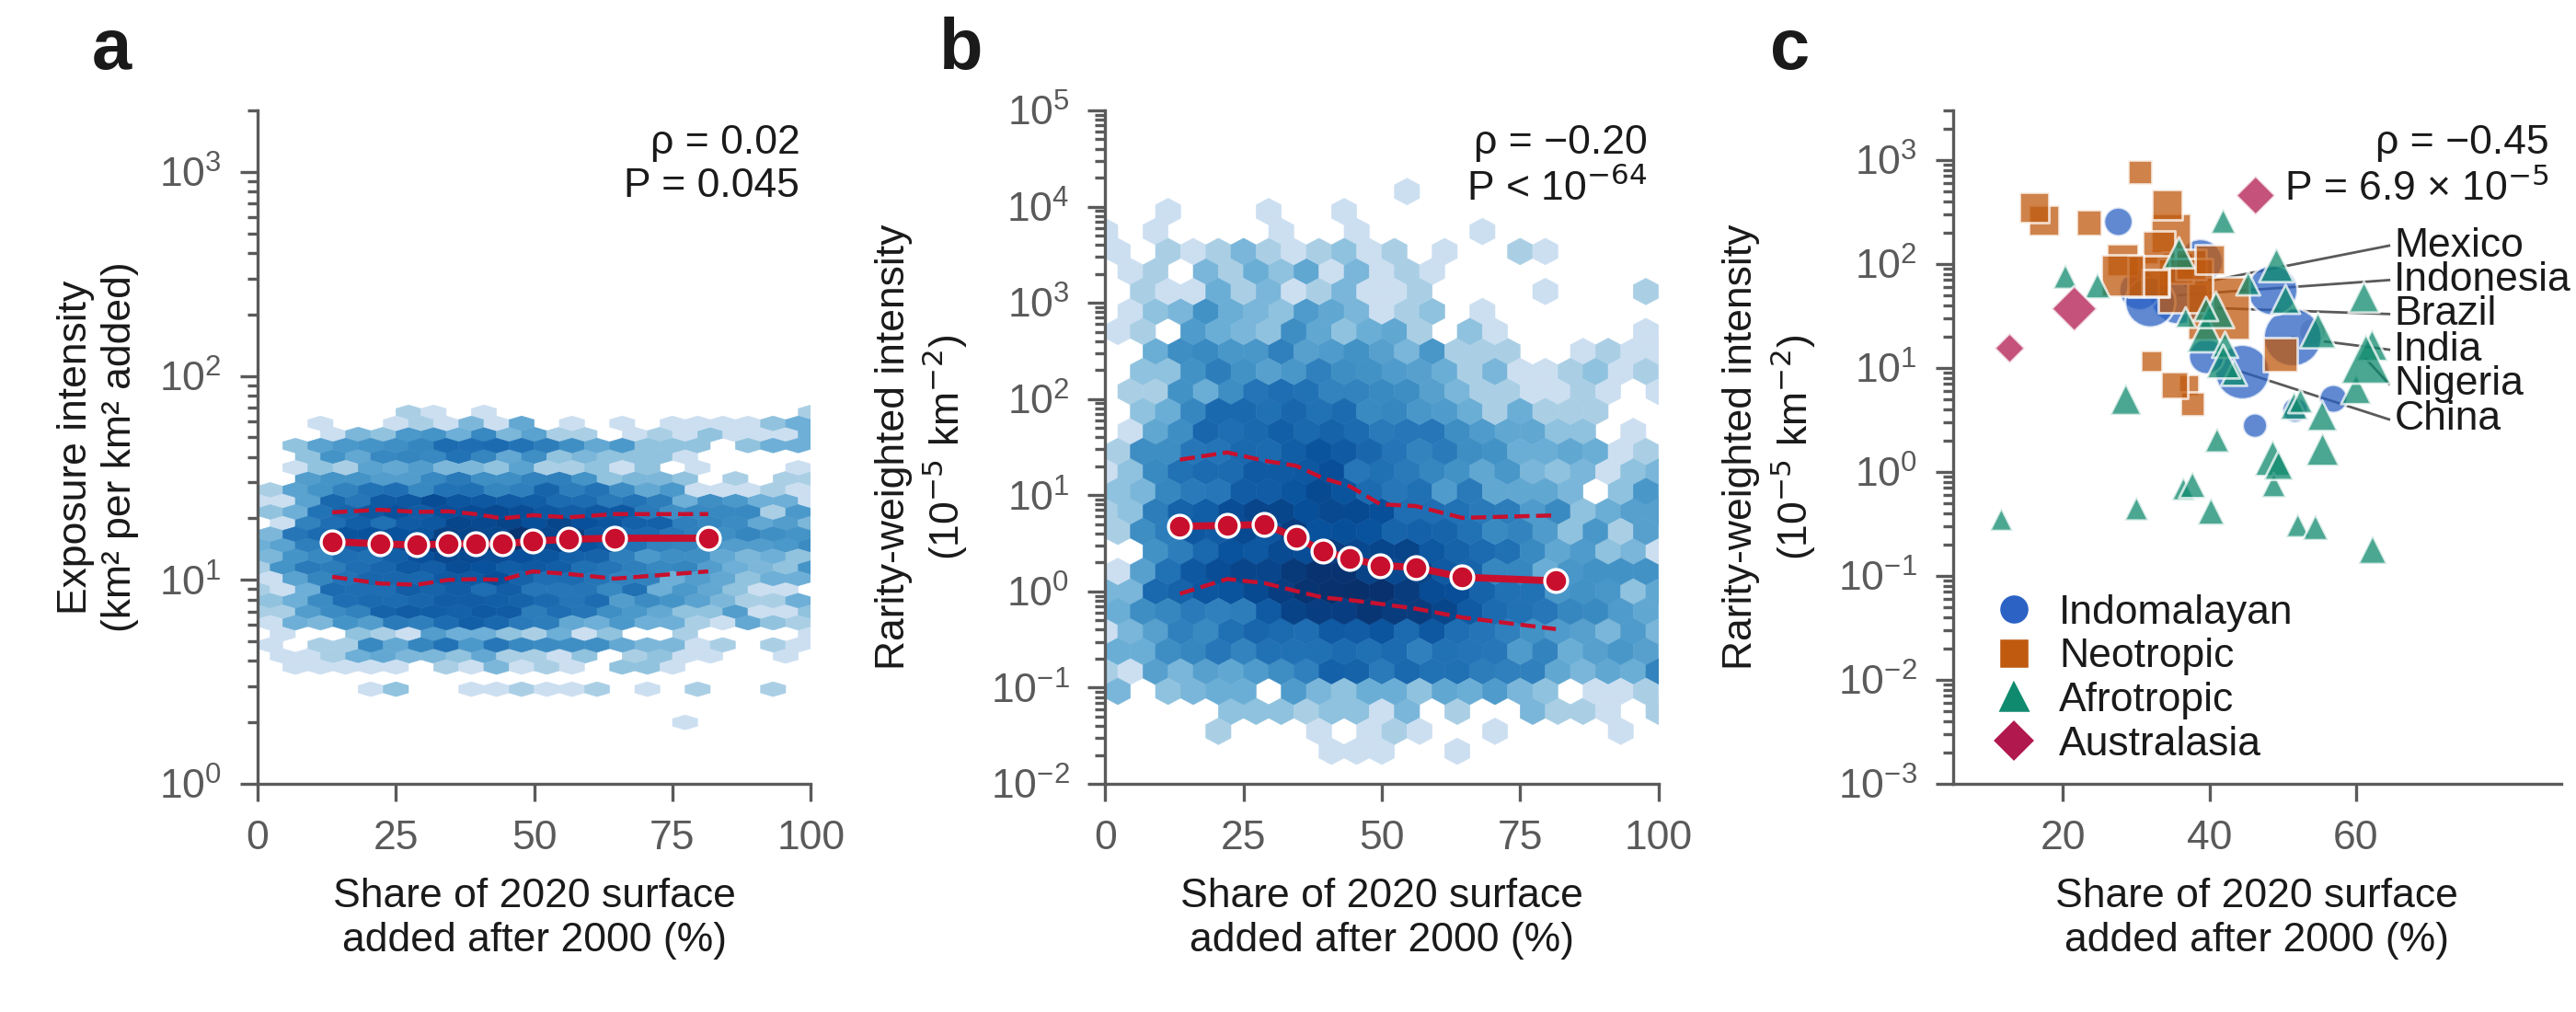 a
ρ = 0.02
P = 0.045
Exposure intensity
(km² per km² added)
10³
10²
10¹
10⁰
0 25 50 75 100
Share of 2020 surface
added after 2000 (%)
b
ρ = −0.20
P < 10⁻⁶⁴
Rarity-weighted intensity
(10⁻⁵ km⁻²)
10⁵
10⁴
10³
10²
10¹
10⁰
10⁻¹
10⁻²
0 25 50 75 100
Share of 2020 surface
added after 2000 (%)
c
ρ = −0.45
P = 6.9 × 10⁻⁵
Rarity-weighted intensity
(10⁻⁵ km⁻²)
10³
10²
10¹
10⁰
10⁻¹
10⁻²
10⁻³
Mexico
Indonesia
Brazil
India
Nigeria
China
Indomalayan
Neotropic
Afrotropic
Australasia
20 40 60
Share of 2020 surface
added after 2000 (%)